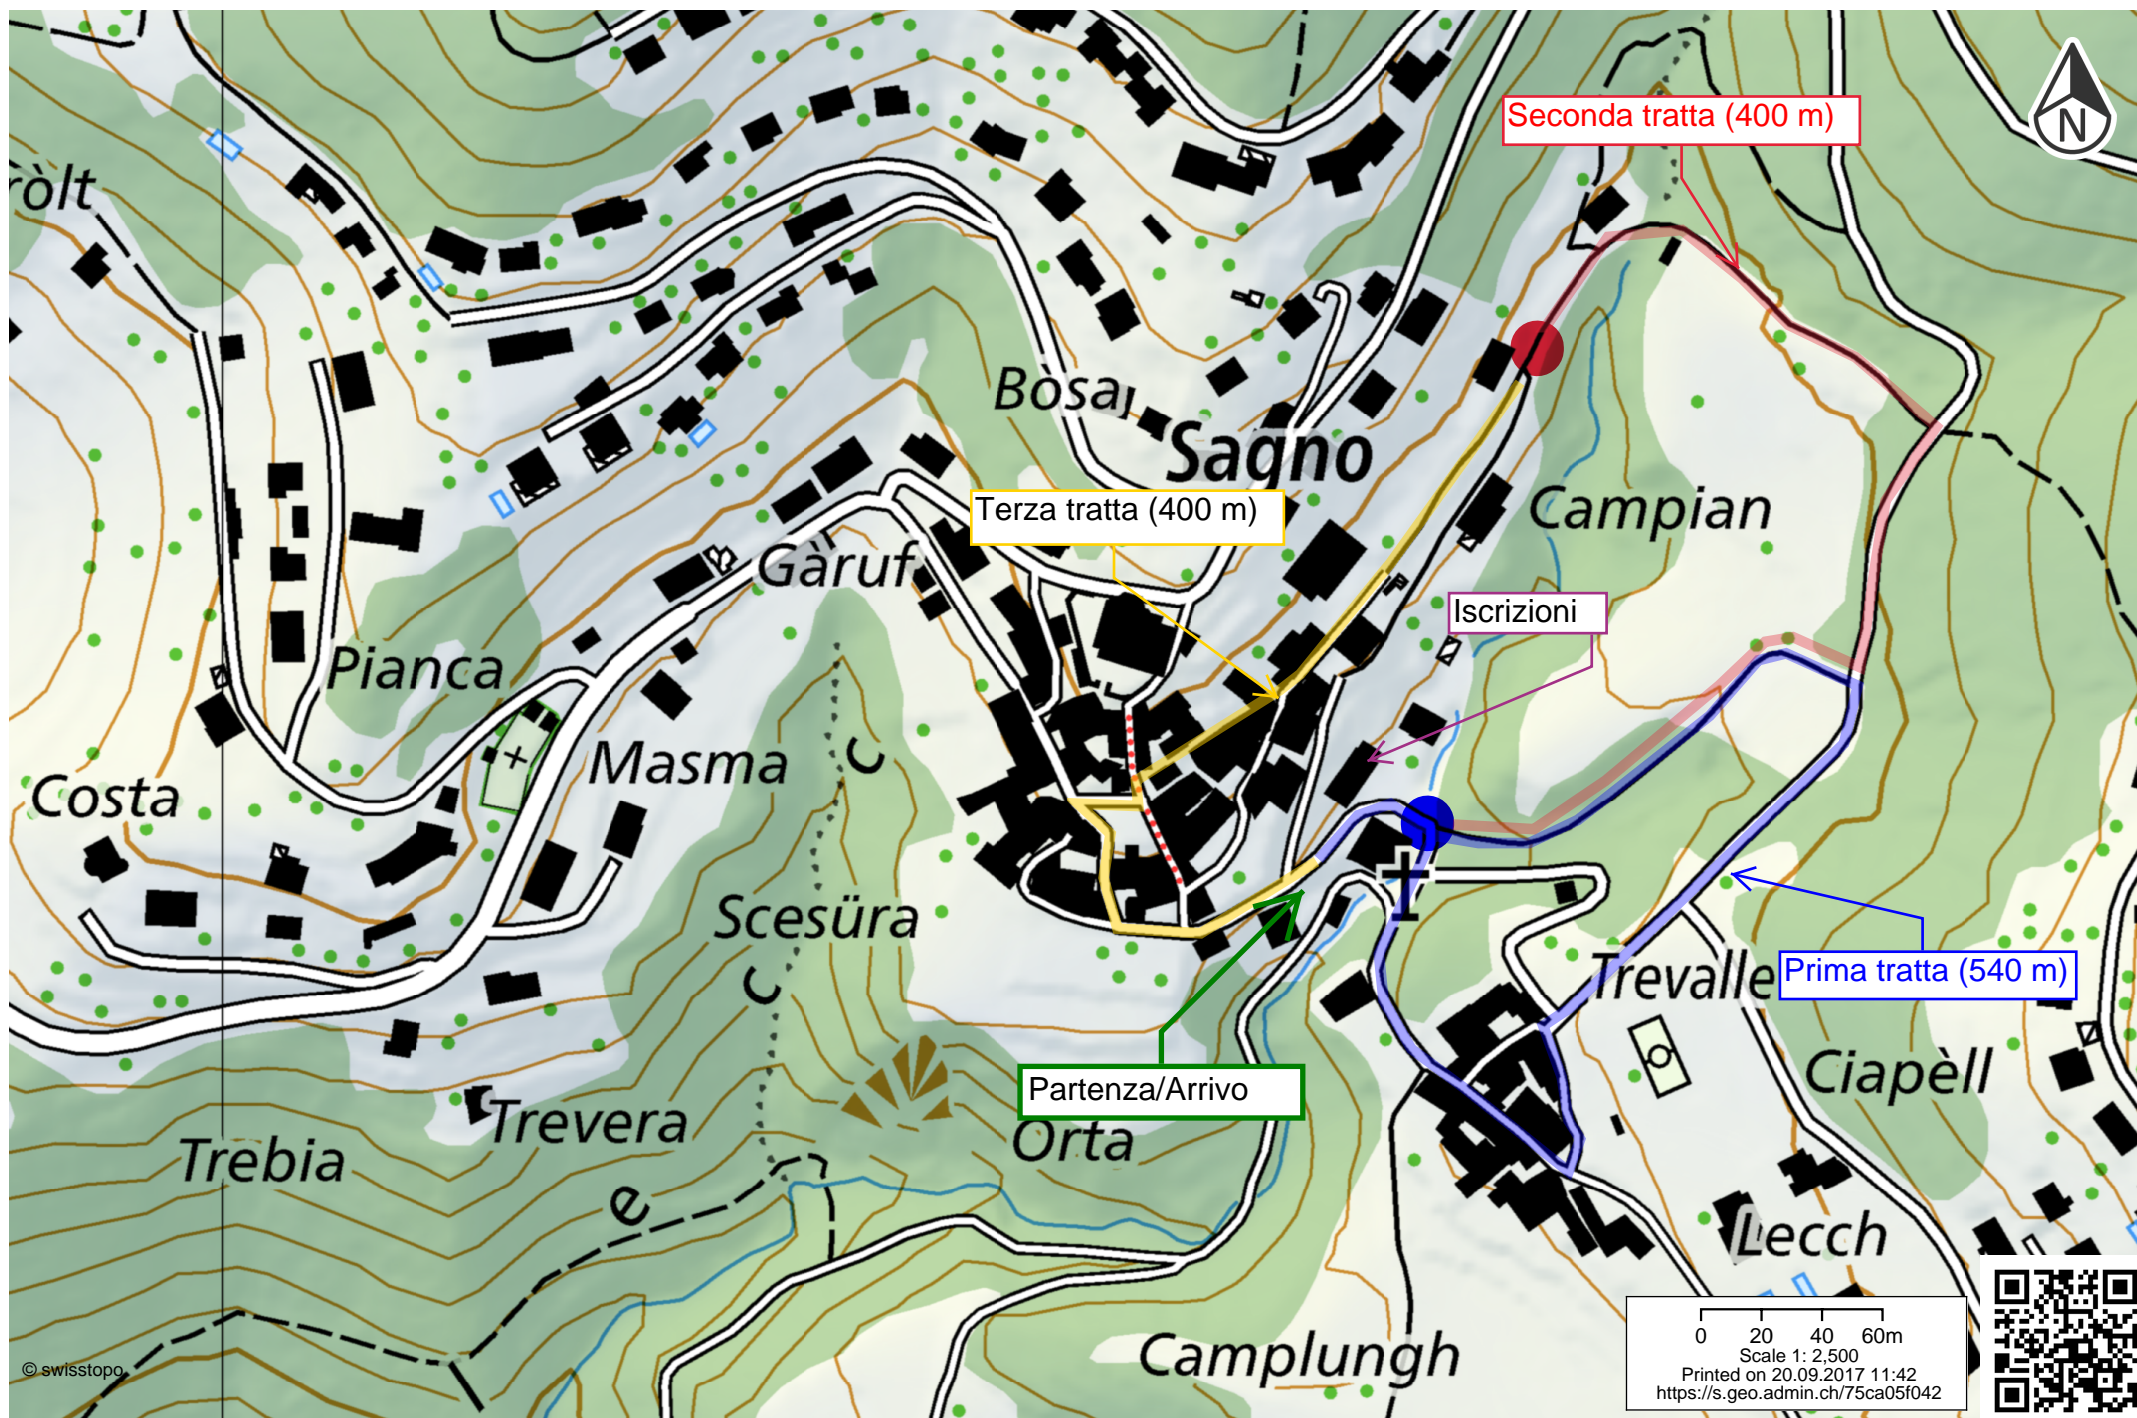 Seconda tratta (400 m)
N
ròlt
Bòsa
Sagno
Terza tratta (400 m)
Campian
Gàruf
Iscrizioni
Pianca
Masma
Costa
C
Scesüra
C
Trevalle
Prima tratta (540 m)
Ciapèll
Partenza/Arrivo
Trevera
Orta
Trebia
e
Lecch
Camplungh
0 20 40 60m
Scale 1: 2,500
Printed on 20.09.2017 11:42
https://s.geo.admin.ch/75ca05f042
© swisstopo